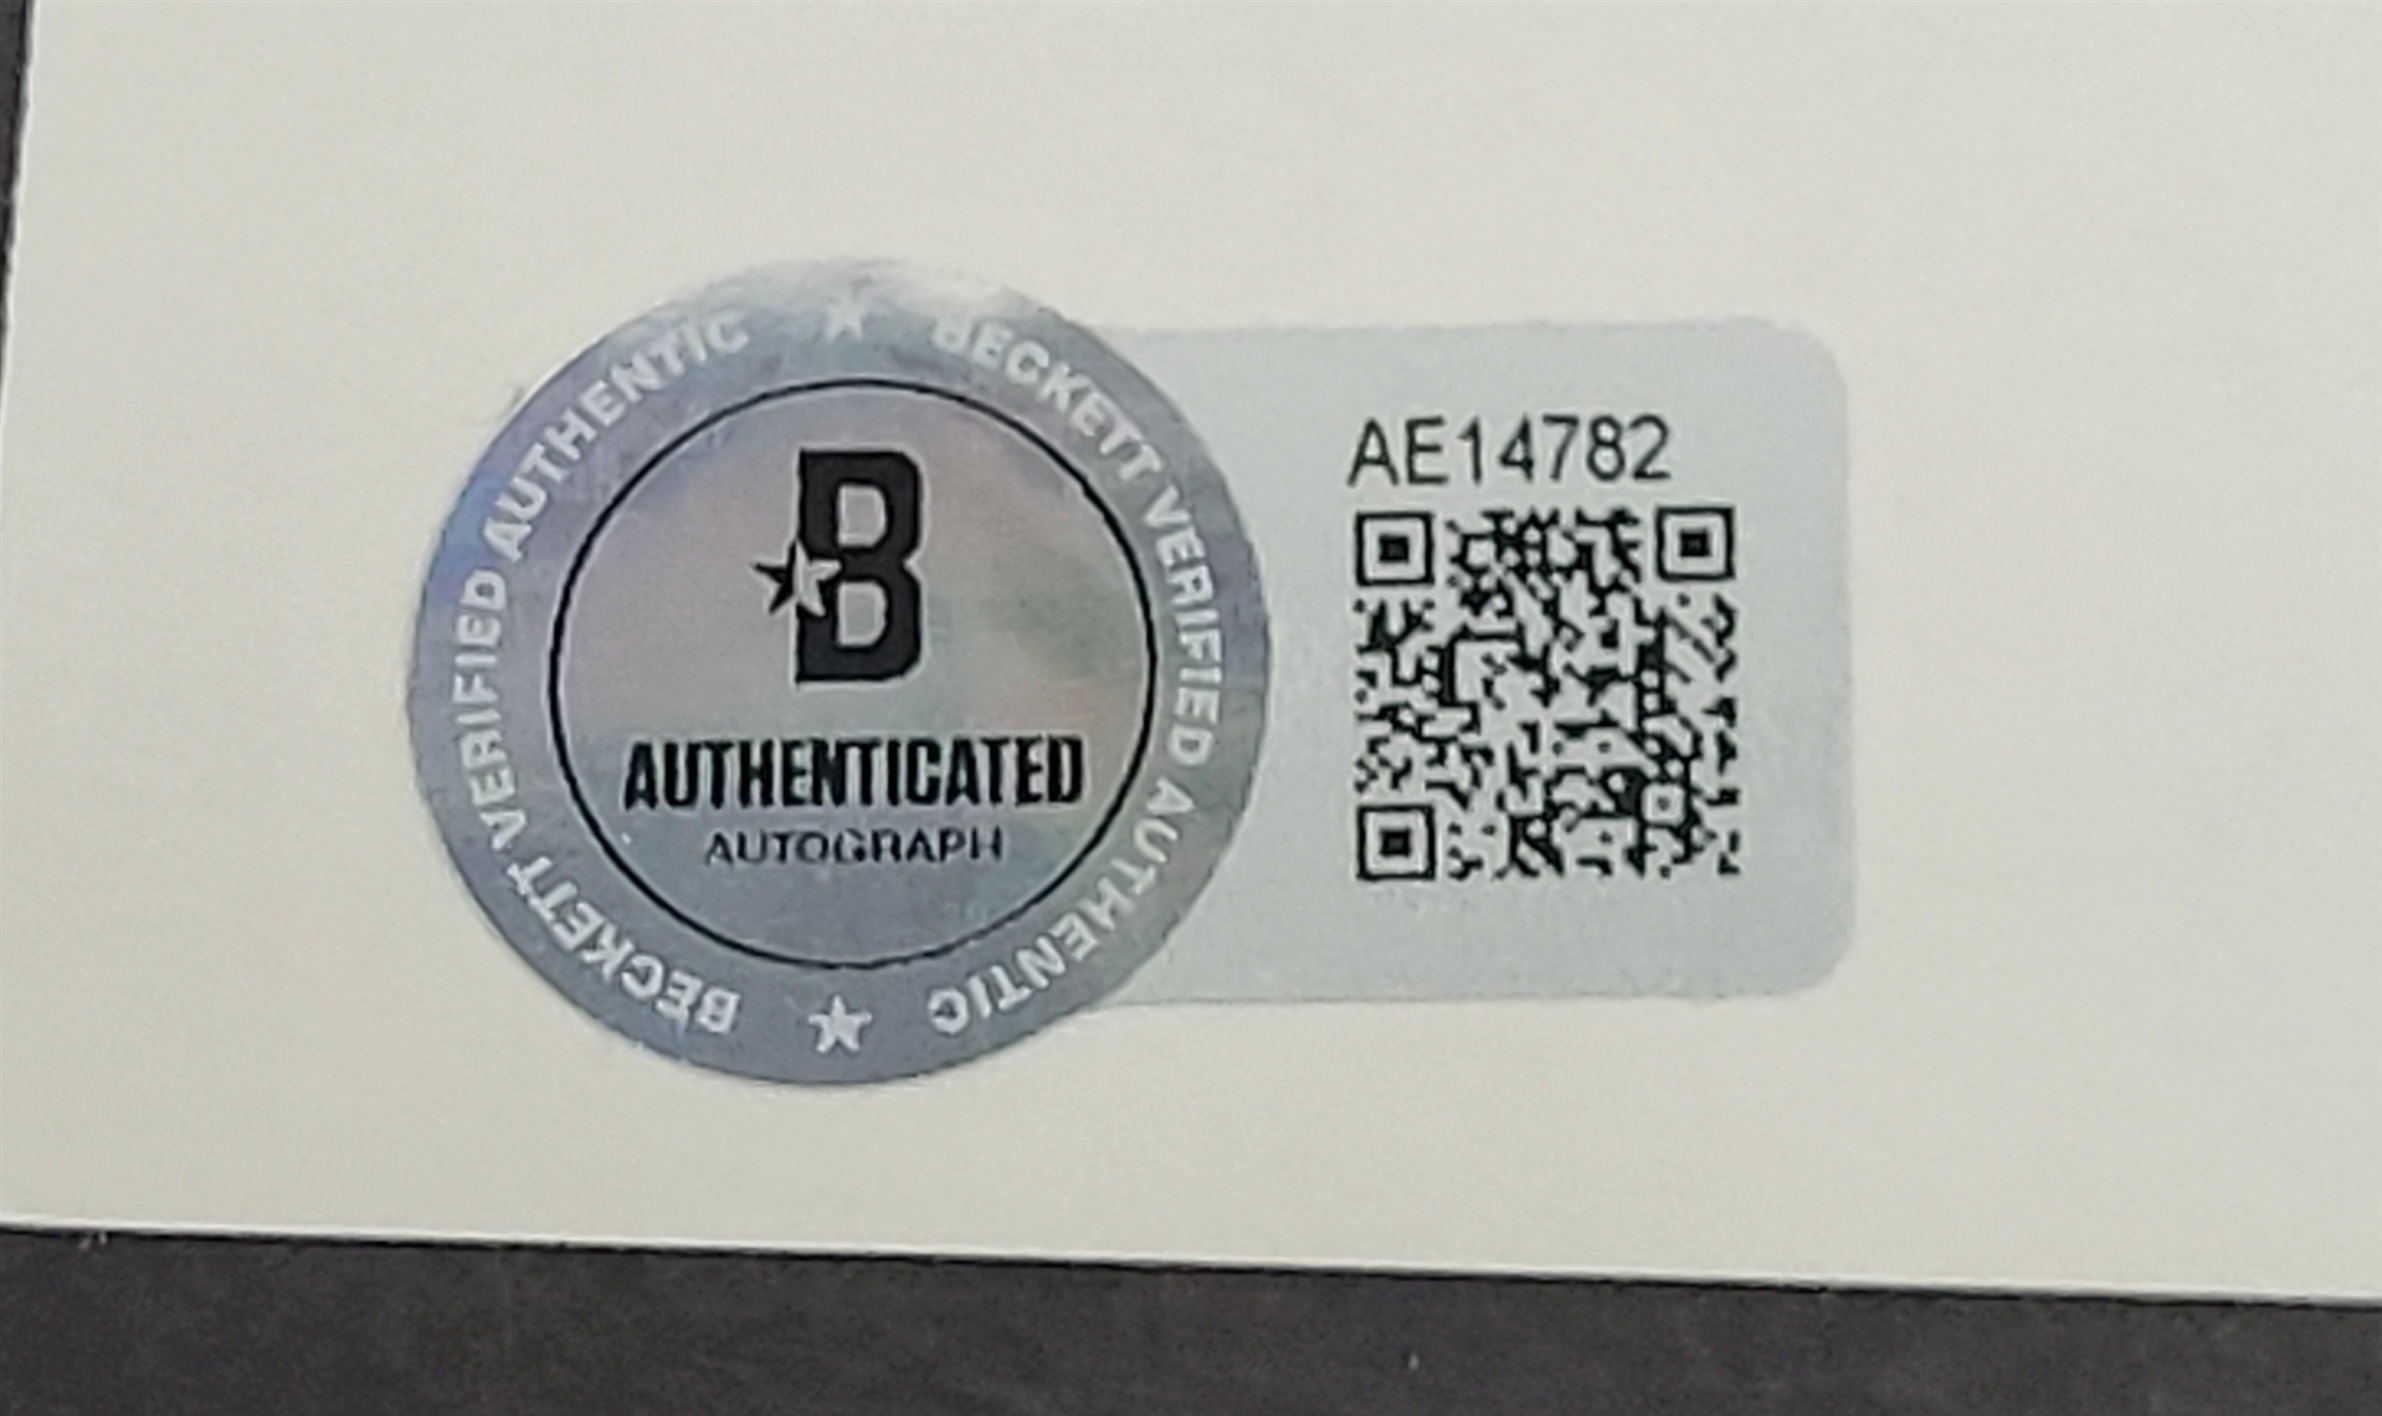 BECKETT VERIFIED AUTHENTIC
BECKETT VERIFIED AUTHENTIC
B
AUTHENTICATED
AUTOGRAPH
AE14782